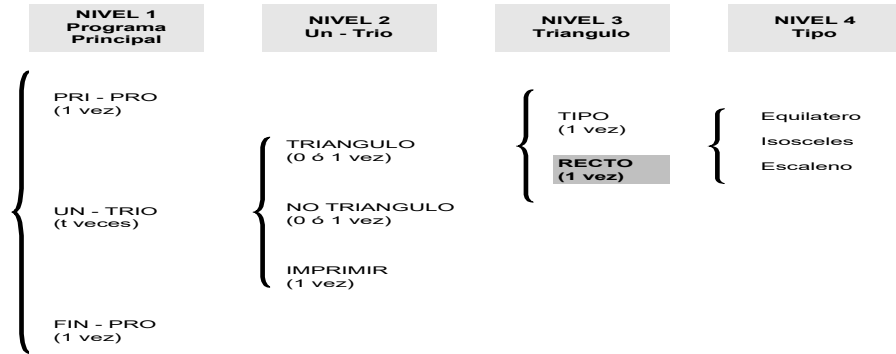 NIVEL 1
Programa
Principal
NIVEL 2
Un - Trio
NIVEL 3
Triangulo
NIVEL 4
Tipo
PRI - PRO
(1 vez)
UN - TRIO
(t veces)
FIN - PRO
(1 vez)
TRIANGULO
(0 ó 1 vez)
NO TRIANGULO
(0 ó 1 vez)
IMPRIMIR
(1 vez)
TIPO
(1 vez)
RECTO
(1 vez)
Equilatero
Isosceles
Escaleno